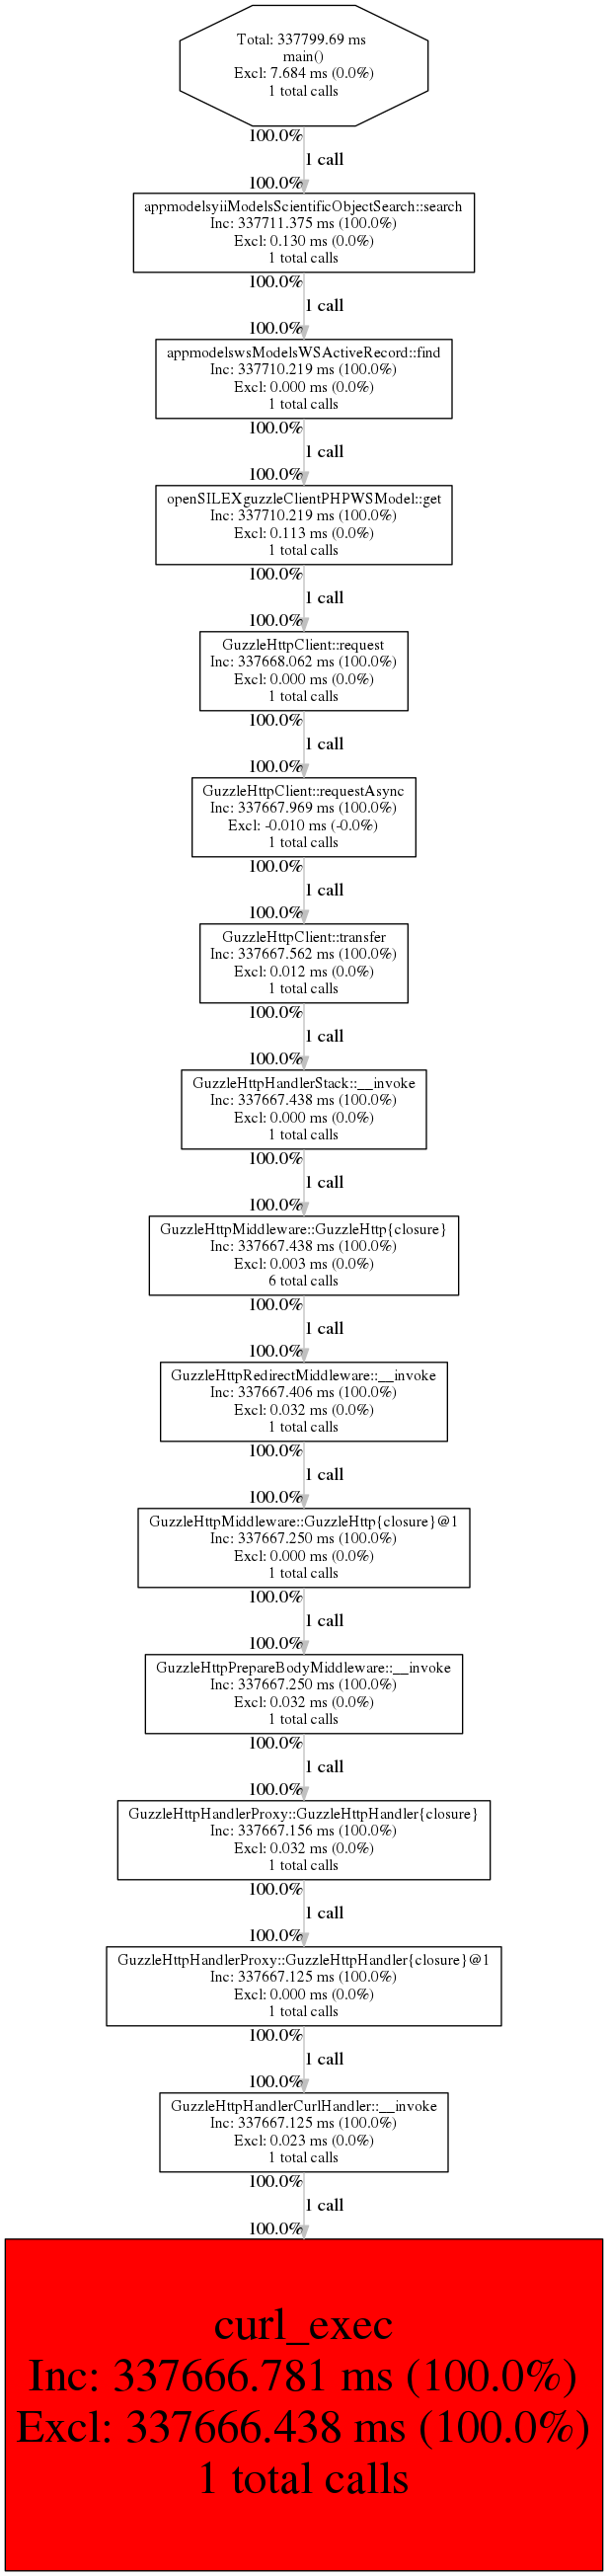 Total: 337799.69 ms
main()
Excl: 7.684 ms (0.0%)
1 total calls
100.0%
1 call
100.0%
appmodelsyiiModelsScientificObjectSearch::search
Inc: 337711.375 ms (100.0%)
Excl: 0.130 ms (0.0%)
1 total calls
100.0%
1 call
100.0%
appmodelswsModelsWSActiveRecord::find
Inc: 337710.219 ms (100.0%)
Excl: 0.000 ms (0.0%)
1 total calls
100.0%
1 call
100.0%
openSILEXguzzleClientPHPWSModel::get
Inc: 337710.219 ms (100.0%)
Excl: 0.113 ms (0.0%)
1 total calls
100.0%
1 call
100.0%
GuzzleHttpClient::request
Inc: 337668.062 ms (100.0%)
Excl: 0.000 ms (0.0%)
1 total calls
100.0%
1 call
100.0%
GuzzleHttpClient::requestAsync
Inc: 337667.969 ms (100.0%)
Excl: -0.010 ms (-0.0%)
1 total calls
100.0%
1 call
100.0%
GuzzleHttpClient::transfer
Inc: 337667.562 ms (100.0%)
Excl: 0.012 ms (0.0%)
1 total calls
100.0%
1 call
100.0%
GuzzleHttpHandlerStack::__invoke
Inc: 337667.438 ms (100.0%)
Excl: 0.000 ms (0.0%)
1 total calls
100.0%
1 call
100.0%
GuzzleHttpMiddleware::GuzzleHttp{closure}
Inc: 337667.438 ms (100.0%)
Excl: 0.003 ms (0.0%)
6 total calls
100.0%
1 call
100.0%
GuzzleHttpRedirectMiddleware::__invoke
Inc: 337667.406 ms (100.0%)
Excl: 0.032 ms (0.0%)
1 total calls
100.0%
1 call
100.0%
GuzzleHttpMiddleware::GuzzleHttp{closure}@1
Inc: 337667.250 ms (100.0%)
Excl: 0.000 ms (0.0%)
1 total calls
100.0%
1 call
100.0%
GuzzleHttpPrepareBodyMiddleware::__invoke
Inc: 337667.250 ms (100.0%)
Excl: 0.032 ms (0.0%)
1 total calls
100.0%
1 call
100.0%
GuzzleHttpHandlerProxy::GuzzleHttpHandler{closure}
Inc: 337667.156 ms (100.0%)
Excl: 0.032 ms (0.0%)
1 total calls
100.0%
1 call
100.0%
GuzzleHttpHandlerProxy::GuzzleHttpHandler{closure}@1
Inc: 337667.125 ms (100.0%)
Excl: 0.000 ms (0.0%)
1 total calls
100.0%
1 call
100.0%
GuzzleHttpHandlerCurlHandler::__invoke
Inc: 337667.125 ms (100.0%)
Excl: 0.023 ms (0.0%)
1 total calls
100.0%
1 call
100.0%
curl_exec
Inc: 337666.781 ms (100.0%)
Excl: 337666.438 ms (100.0%)
1 total calls